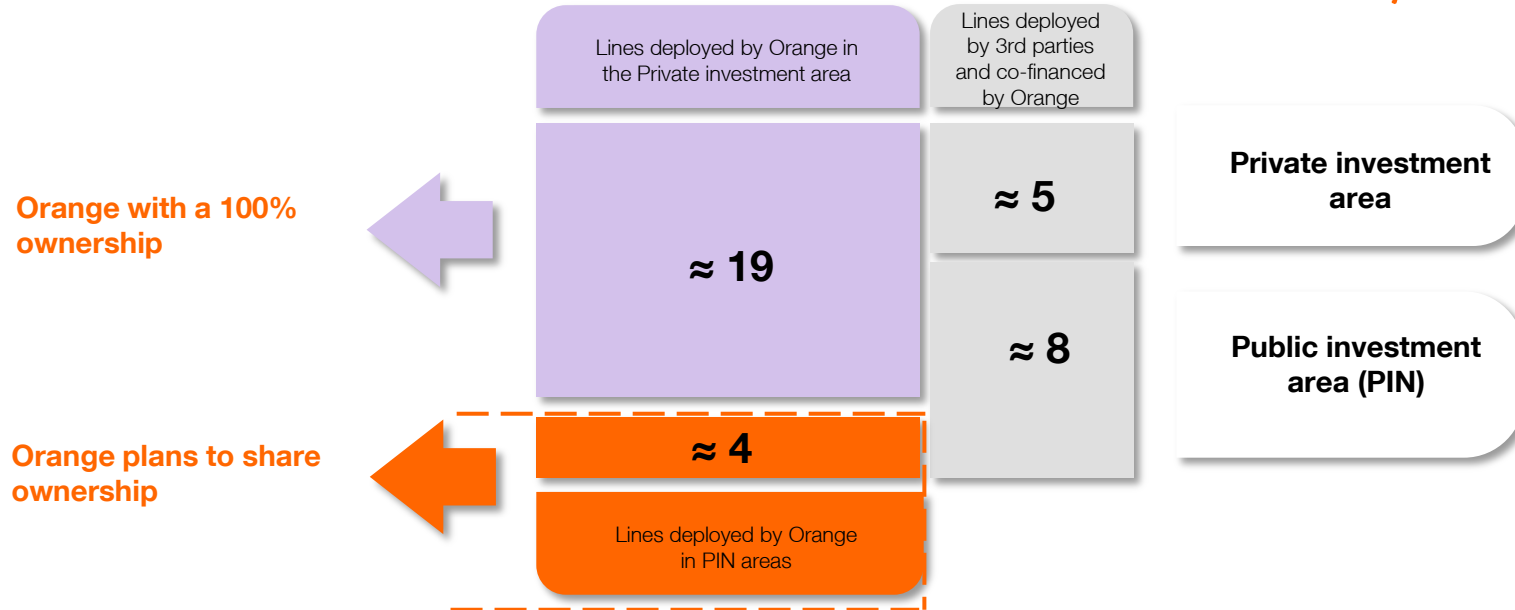 Lines deployed by Orange in
the Private investment area
Lines deployed
by 3rd parties
and co-financed
by Orange
Orange with a 100%
ownership
≈ 19
≈ 5
Private investment
area
≈ 8
Public investment
area (PIN)
Orange plans to share
ownership
≈ 4
Lines deployed by Orange
in PIN areas